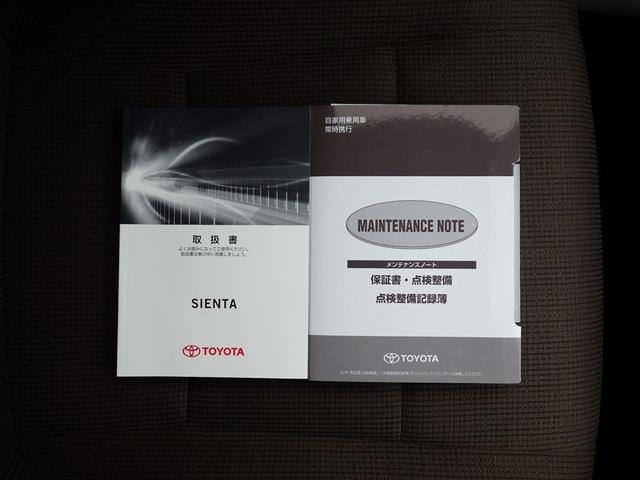 取扱書
よくお読みになってご使用ください。
取扱書は車の中に保管しましょう。
SIENTA
TOYOTA
自家用乗用車
常時携行
MAINTENANCE NOTE
メンテナンスノート
保証書・点検整備
点検整備記録簿
TOYOTA